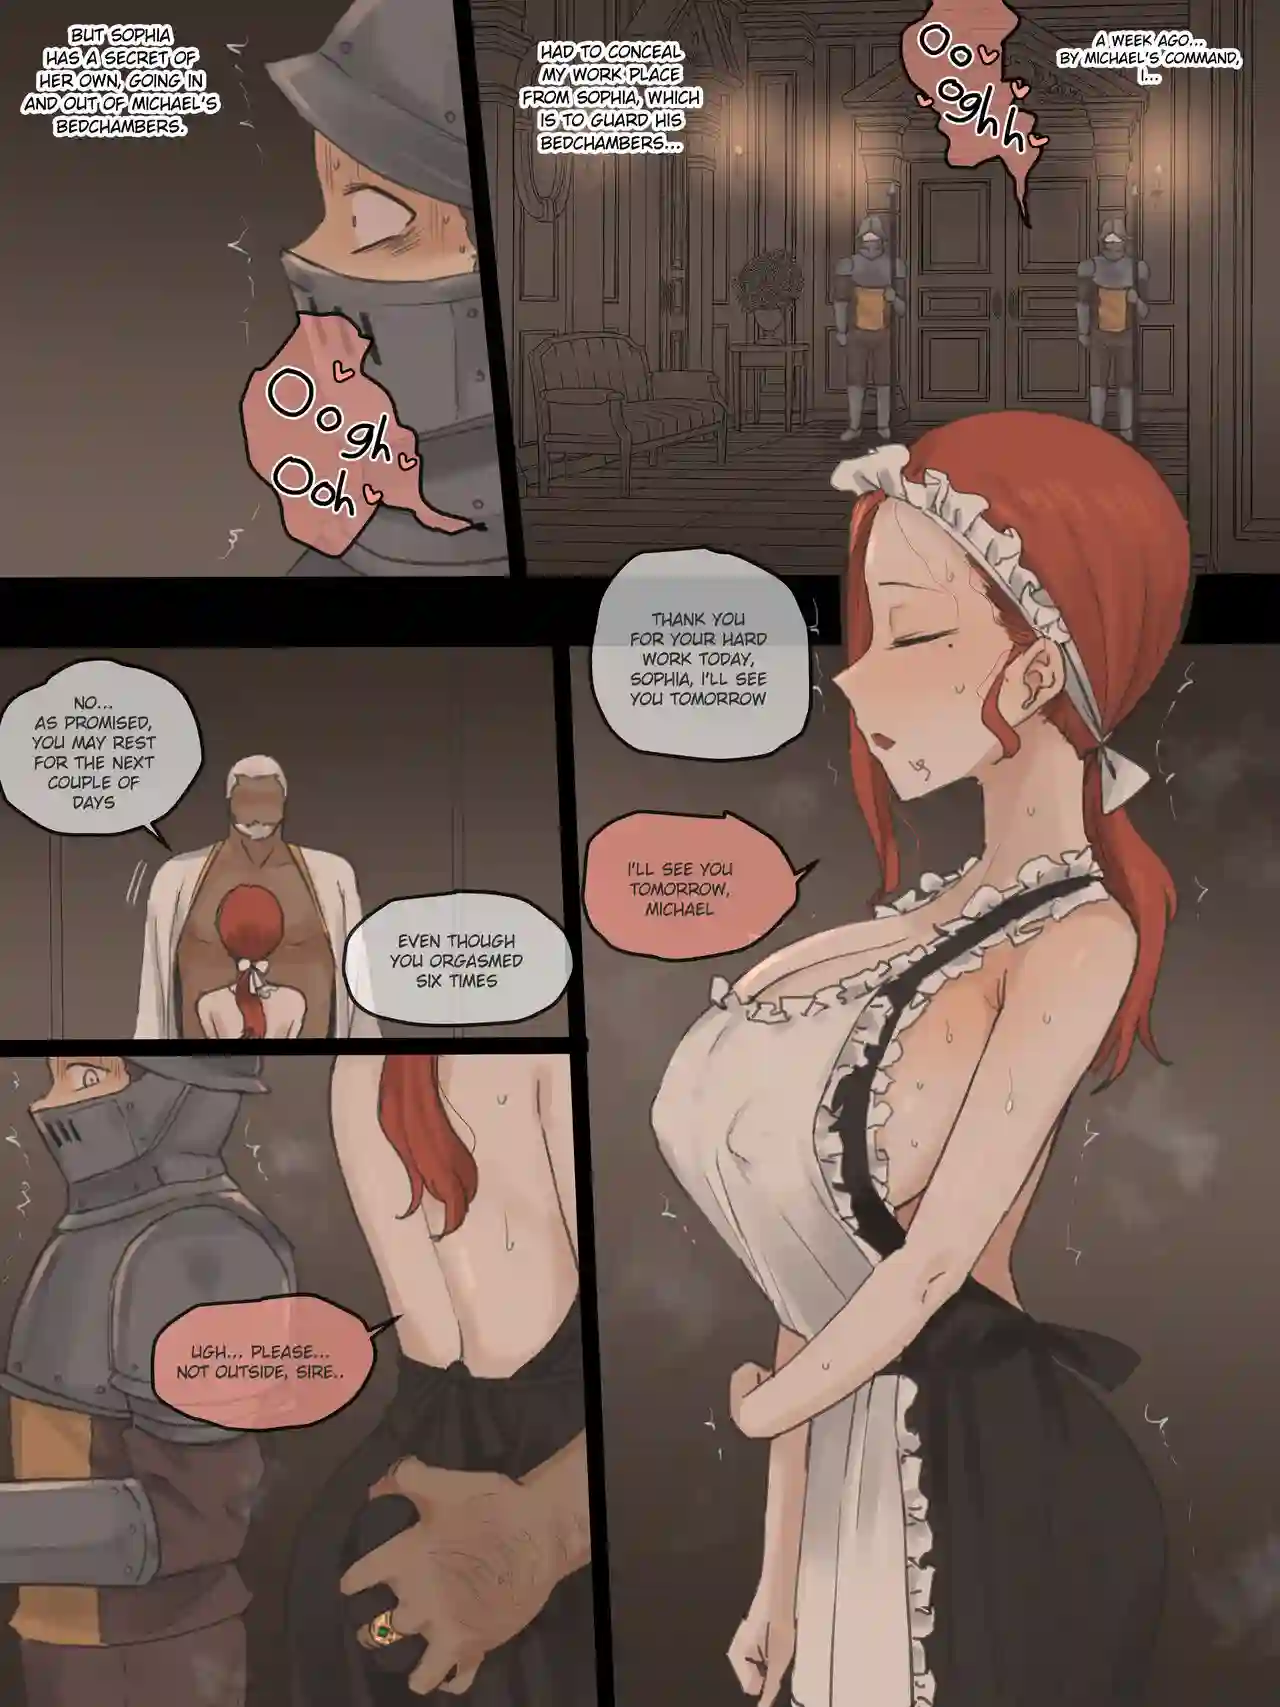 A WEEK AGO...
BY MICHAEL'S COMMAND,
I...
Oo
oghh
HAD TO CONCEAL
MY WORK PLACE
FROM SOPHIA, WHICH
IS TO GUARD HIS
BEDCHAMBERS...
BUT SOPHIA
HAS A SECRET OF
HER OWN, GOING IN
AND OUT OF MICHAEL'S
BEDCHAMBERS.
Oogh
Ooh
THANK YOU
FOR YOUR HARD
WORK TODAY,
SOPHIA, I'LL SEE
YOU TOMORROW
I'LL SEE YOU
TOMORROW,
MICHAEL
NO...
AS PROMISED,
YOU MAY REST
FOR THE NEXT
COUPLE OF
DAYS
EVEN THOUGH
YOU ORGASMED
SIX TIMES
UGH... PLEASE...
NOT OUTSIDE, SIRE..